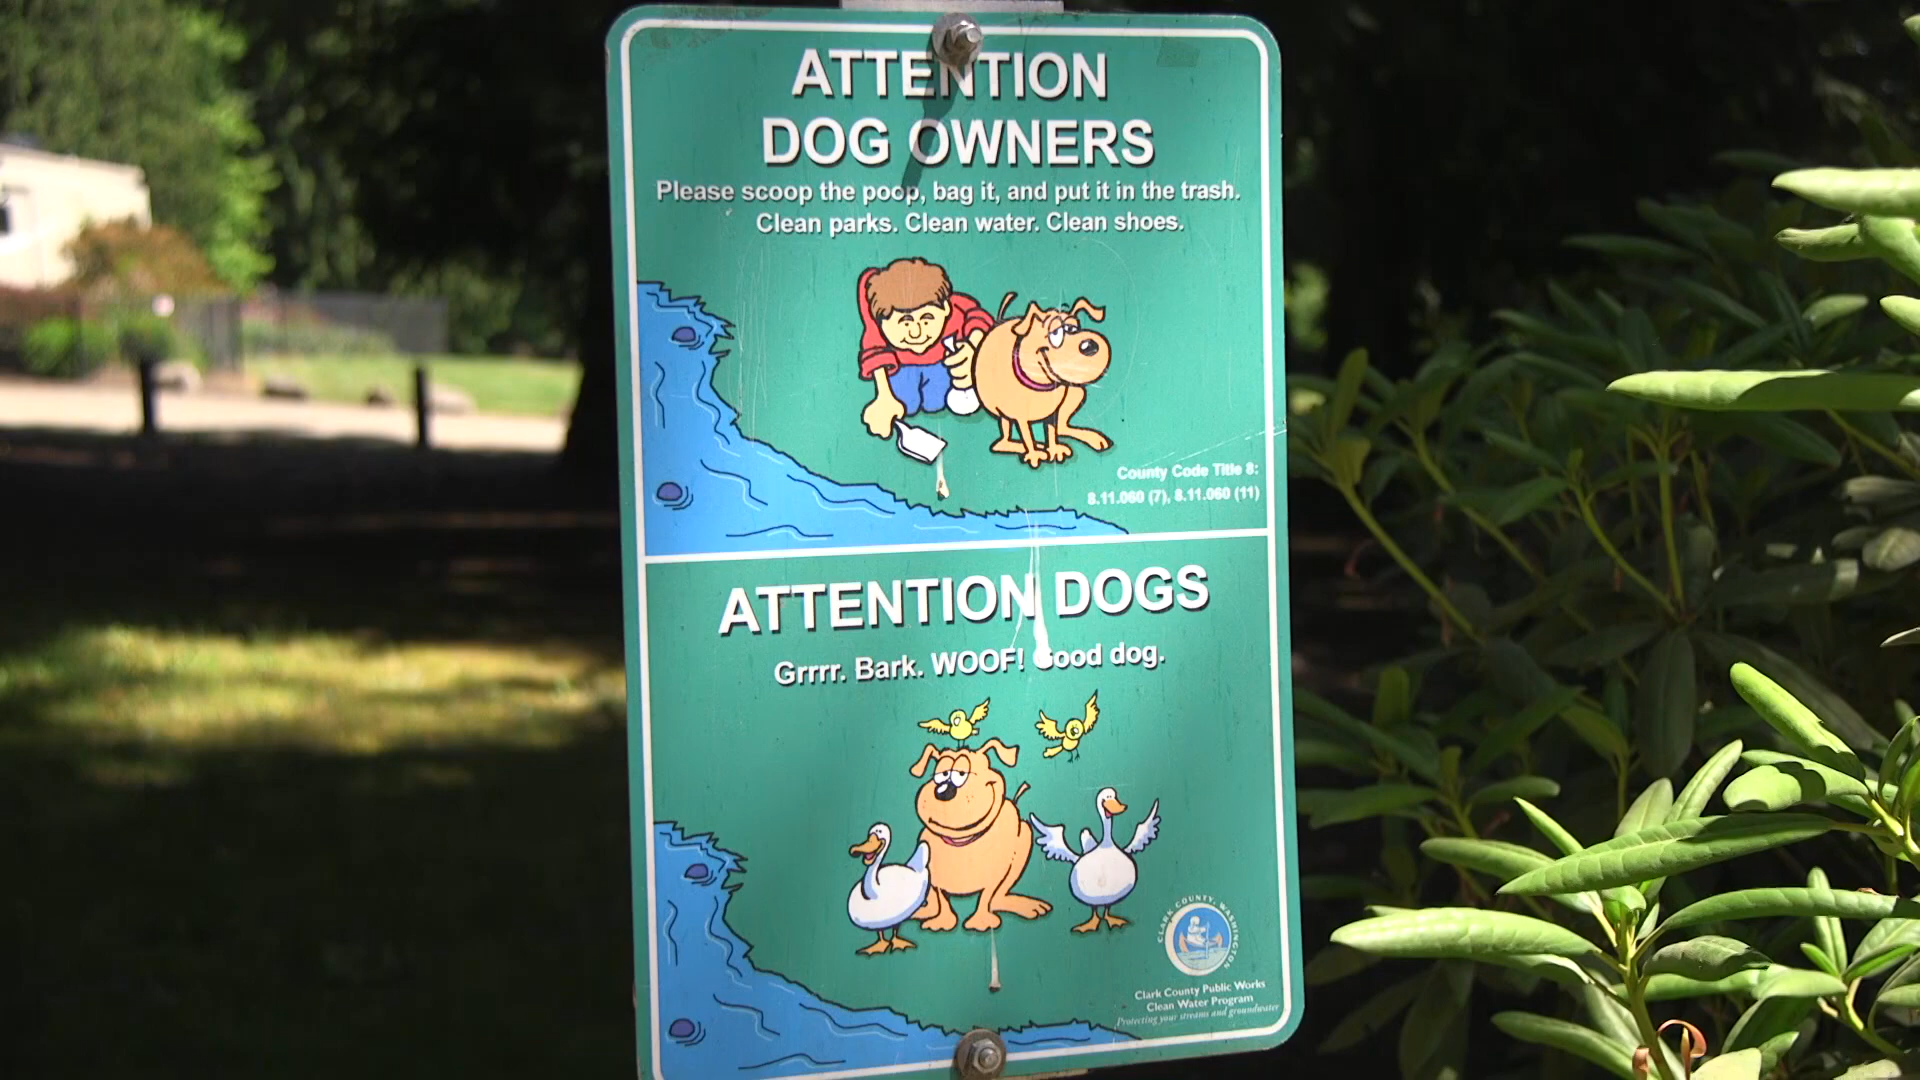 ATTENTION
DOG OWNERS
Please scoop the poop, bag it, and put it in the trash.
Clean parks. Clean water. Clean shoes.
County Code Title 8:
8.11.060 (7), 8.11.060 (11)
ATTENTION DOGS
Grrrr. Bark. WOOF! Good dog.
CLARK COUNTY, WASHINGTON
Clark County Public Works
Clean Water Program
Protecting your streams and groundwater